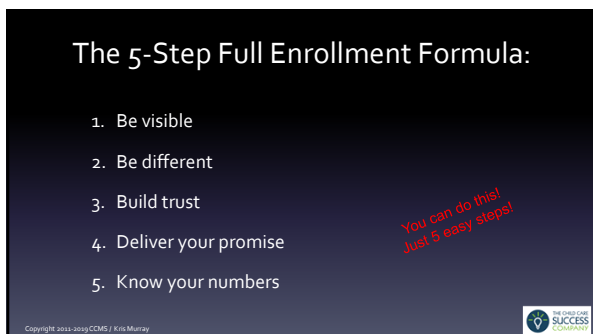 The 5-Step Full Enrollment Formula:
1. Be visible
2. Be different
3. Build trust
4. Deliver your promise
5. Know your numbers
You can do this!
Just 5 easy steps!
Copyright 2011-2019 CCMS / Kris Murray
THE CHILD CARE
SUCCESS
COMPANY